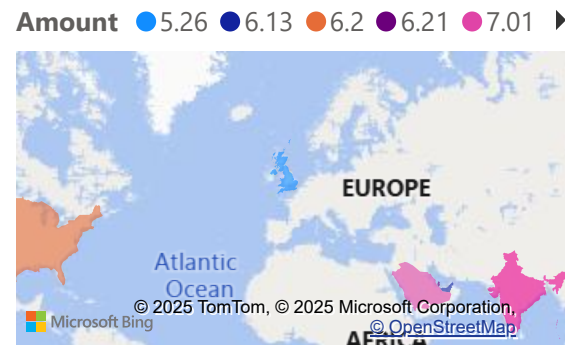 Amount 5.26 6.13 6.2 6.21 7.01
EUROPE
Atlantic
Ocean
© 2025 TomTom, © 2025 Microsoft Corporation,
Microsoft Bing
© OpenStreetMap
AFRICA